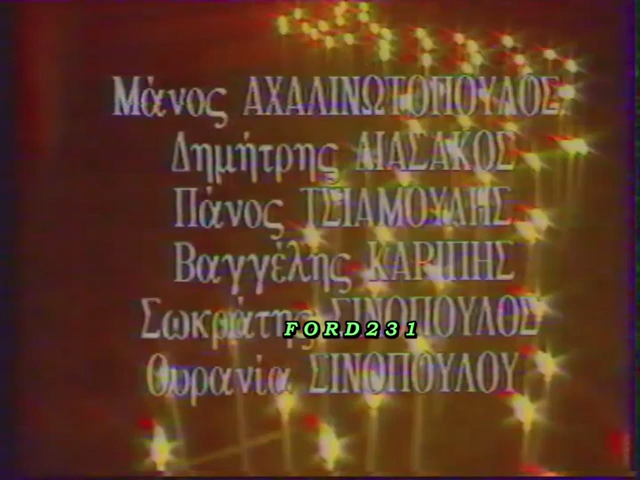 Μάνος ΑΧΑΛΙΝΩΤΟΠΟΥΛΟΣ
Δημήτρης ΔΙΑΣΑΚΟΣ
Πάνος ΤΣΙΑΜΟΥΛΗΣ
Βαγγέλης ΚΑΡΙΠΗΣ
Σωκράτης ΣΙΝΟΠΟΥΛΟΣ
FORD231
Ουρανία ΣΙΝΟΠΟΥΛΟΥ